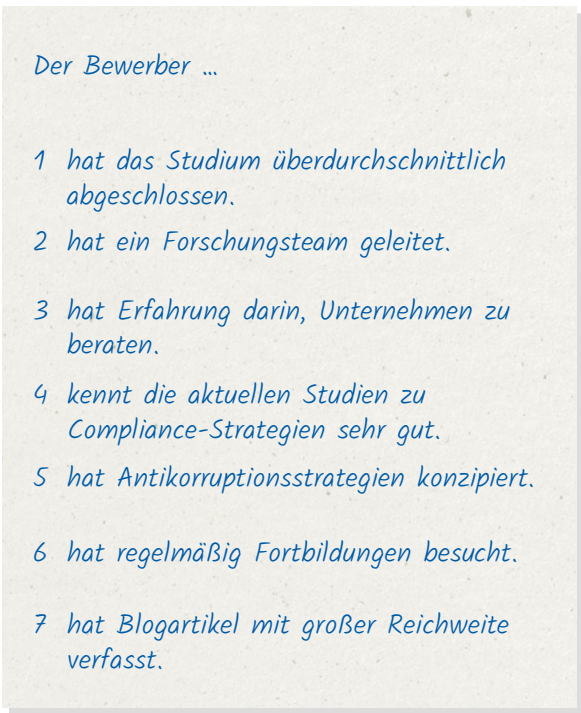 Der Bewerber ...
1 hat das Studium überdurchschnittlich
abgeschlossen.
2 hat ein Forschungsteam geleitet.
3 hat Erfahrung darin, Unternehmen zu
beraten.
4 kennt die aktuellen Studien zu
Compliance-Strategien sehr gut.
5 hat Antikorruptionsstrategien konzipiert.
6 hat regelmäßig Fortbildungen besucht.
7 hat Blogartikel mit großer Reichweite
verfasst.